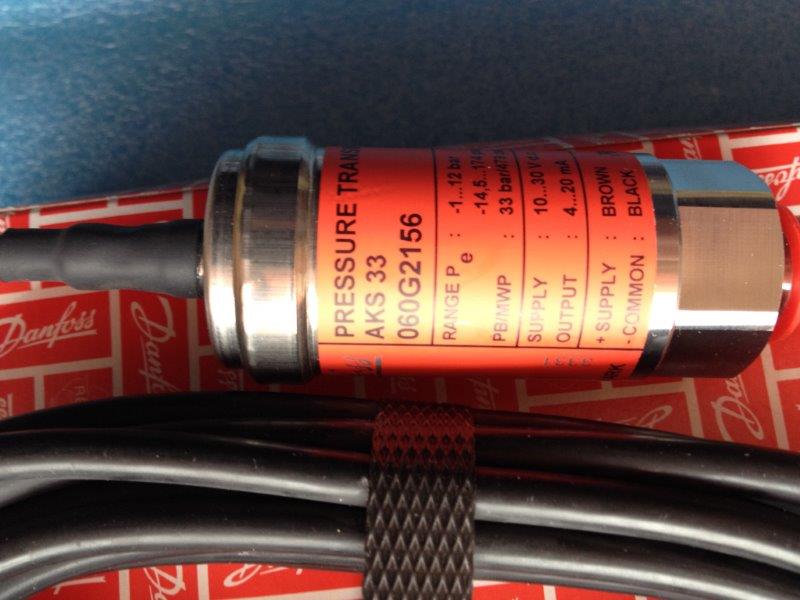 PRESSURE
AKS 33
060G2156
RANGE Pe : -1...12 bar
-14,5...174
PB/MWP : 33 bar/47
SUPPLY : 10...30 V
OUTPUT : 4...20 mA
+ SUPPLY : BROWN
- COMMON : BLACK
Danfoss
Danfoss